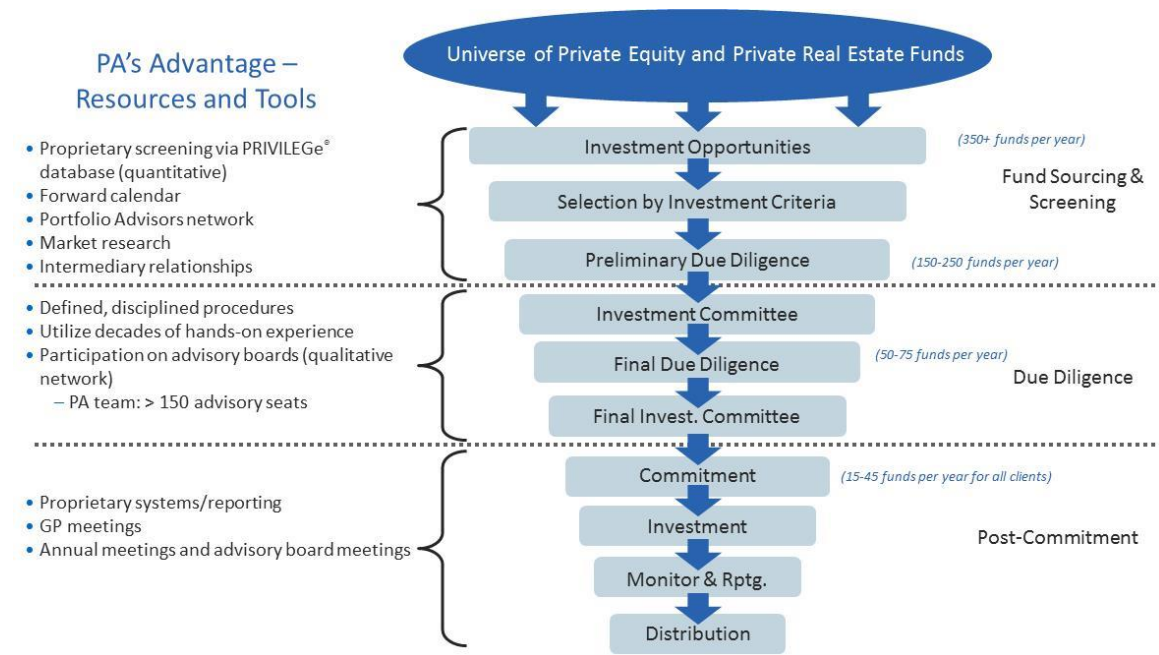 Universe of Private Equity and Private Real Estate Funds
PA's Advantage –
Resources and Tools
• Proprietary screening via PRIVILEGe®
database (quantitative)
• Forward calendar
• Portfolio Advisors network
• Market research
• Intermediary relationships
Investment Opportunities
(350+ funds per year)
Selection by Investment Criteria
Preliminary Due Diligence
(150-250 funds per year)
Fund Sourcing &
Screening
• Defined, disciplined procedures
• Utilize decades of hands-on experience
• Participation on advisory boards (qualitative
network)
– PA team: > 150 advisory seats
Investment Committee
Final Due Diligence
(50-75 funds per year)
Final Invest. Committee
Due Diligence
• Proprietary systems/reporting
• GP meetings
• Annual meetings and advisory board meetings
Commitment
(15-45 funds per year for all clients)
Investment
Monitor & Rptg.
Distribution
Post-Commitment